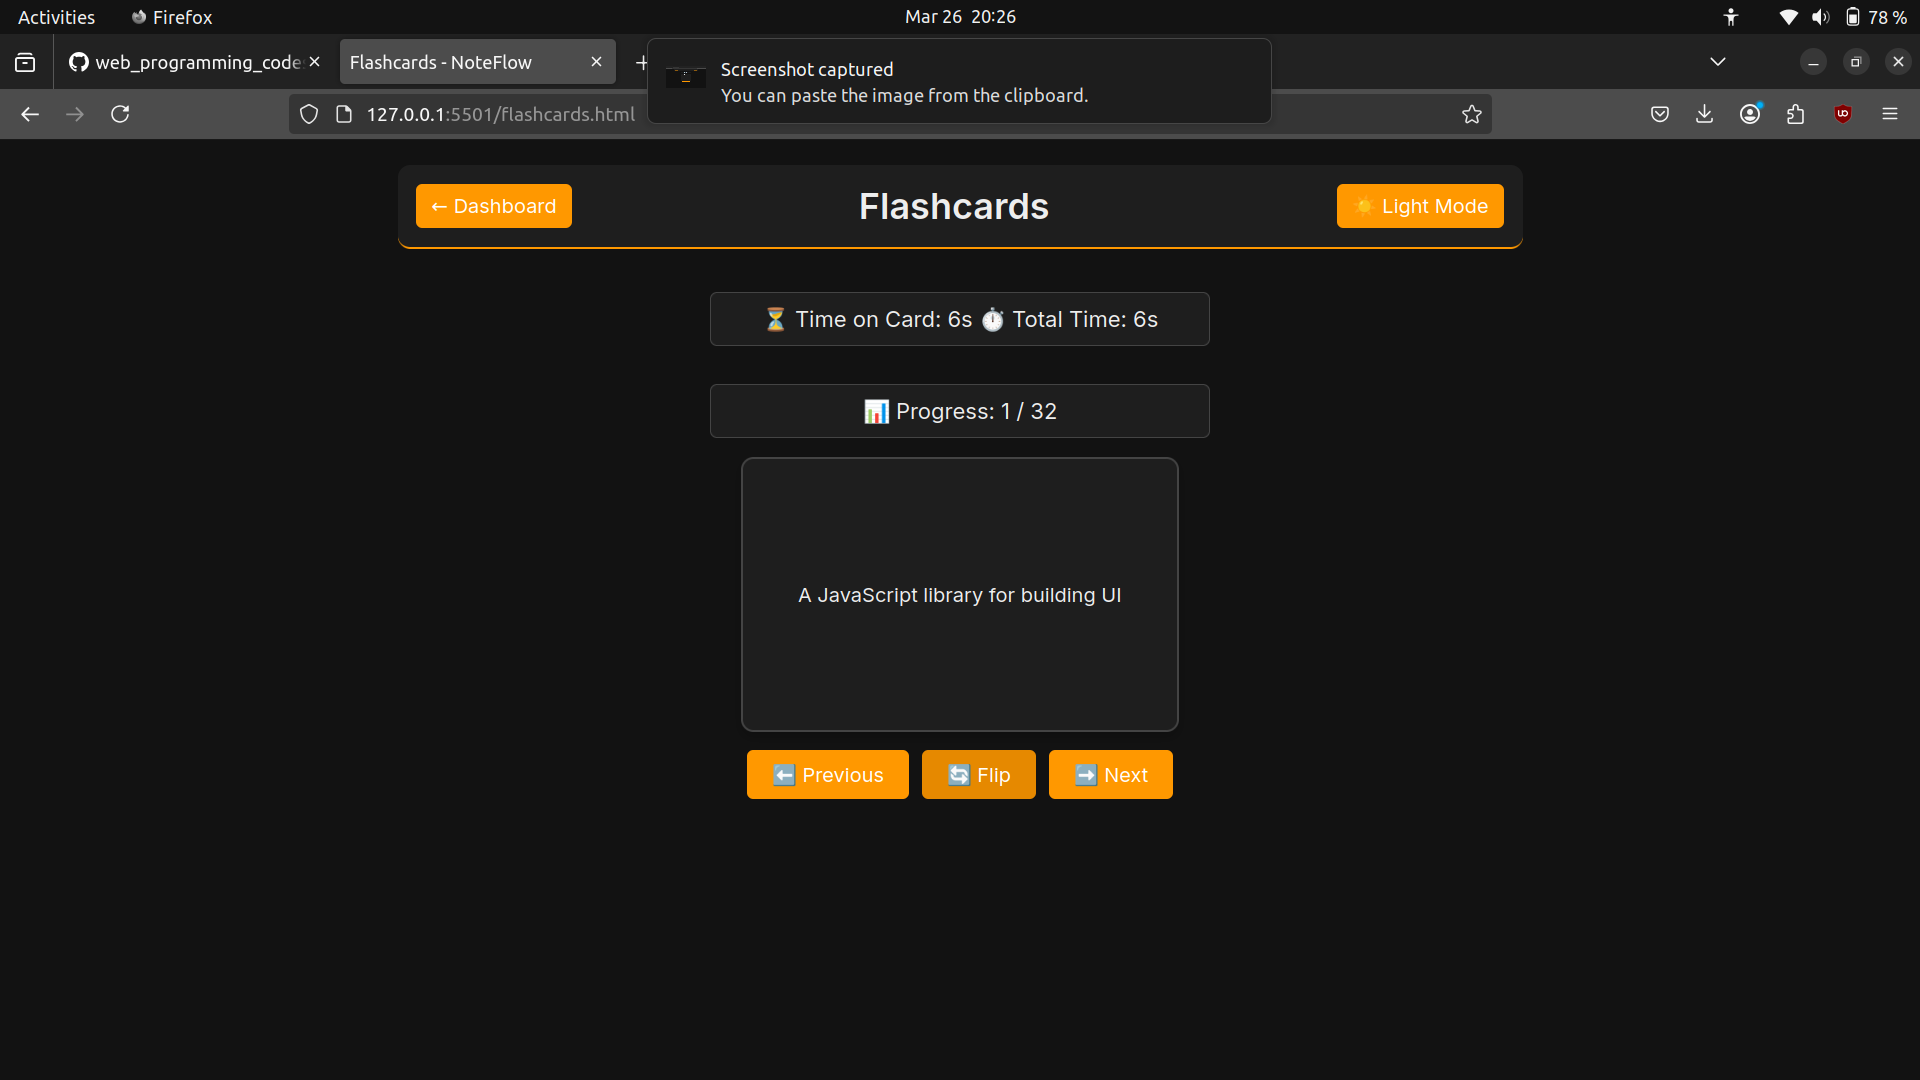 Activities Firefox Mar 26 20:26 78 %
web_programming_code Flashcards - NoteFlow
Screenshot captured
You can paste the image from the clipboard.
127.0.0.1:5501/flashcards.html
← Dashboard Flashcards ☀️ Light Mode
⏳ Time on Card: 6s ⏱️ Total Time: 6s
📊 Progress: 1 / 32
A JavaScript library for building UI
⬅️ Previous 🔄 Flip ➡️ Next